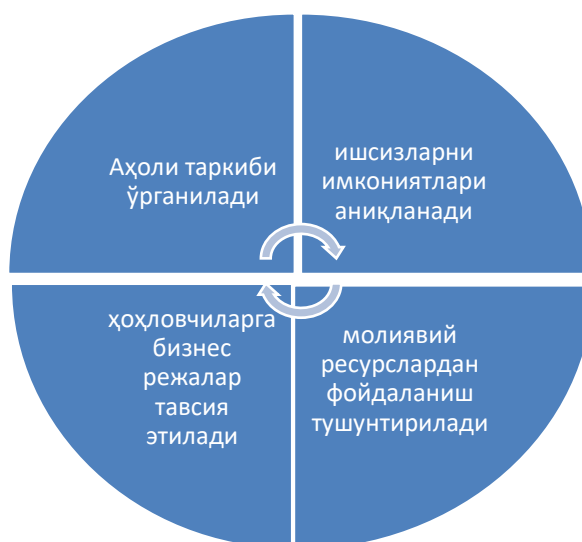 Аҳоли таркиби
ўрганилади
ишсизларни
имкониятлари
аниқланади
ҳоҳловчиларга
бизнес
режалар
тавсия
этилади
молиявий
ресурслардан
фойдаланиш
тушунтирилади